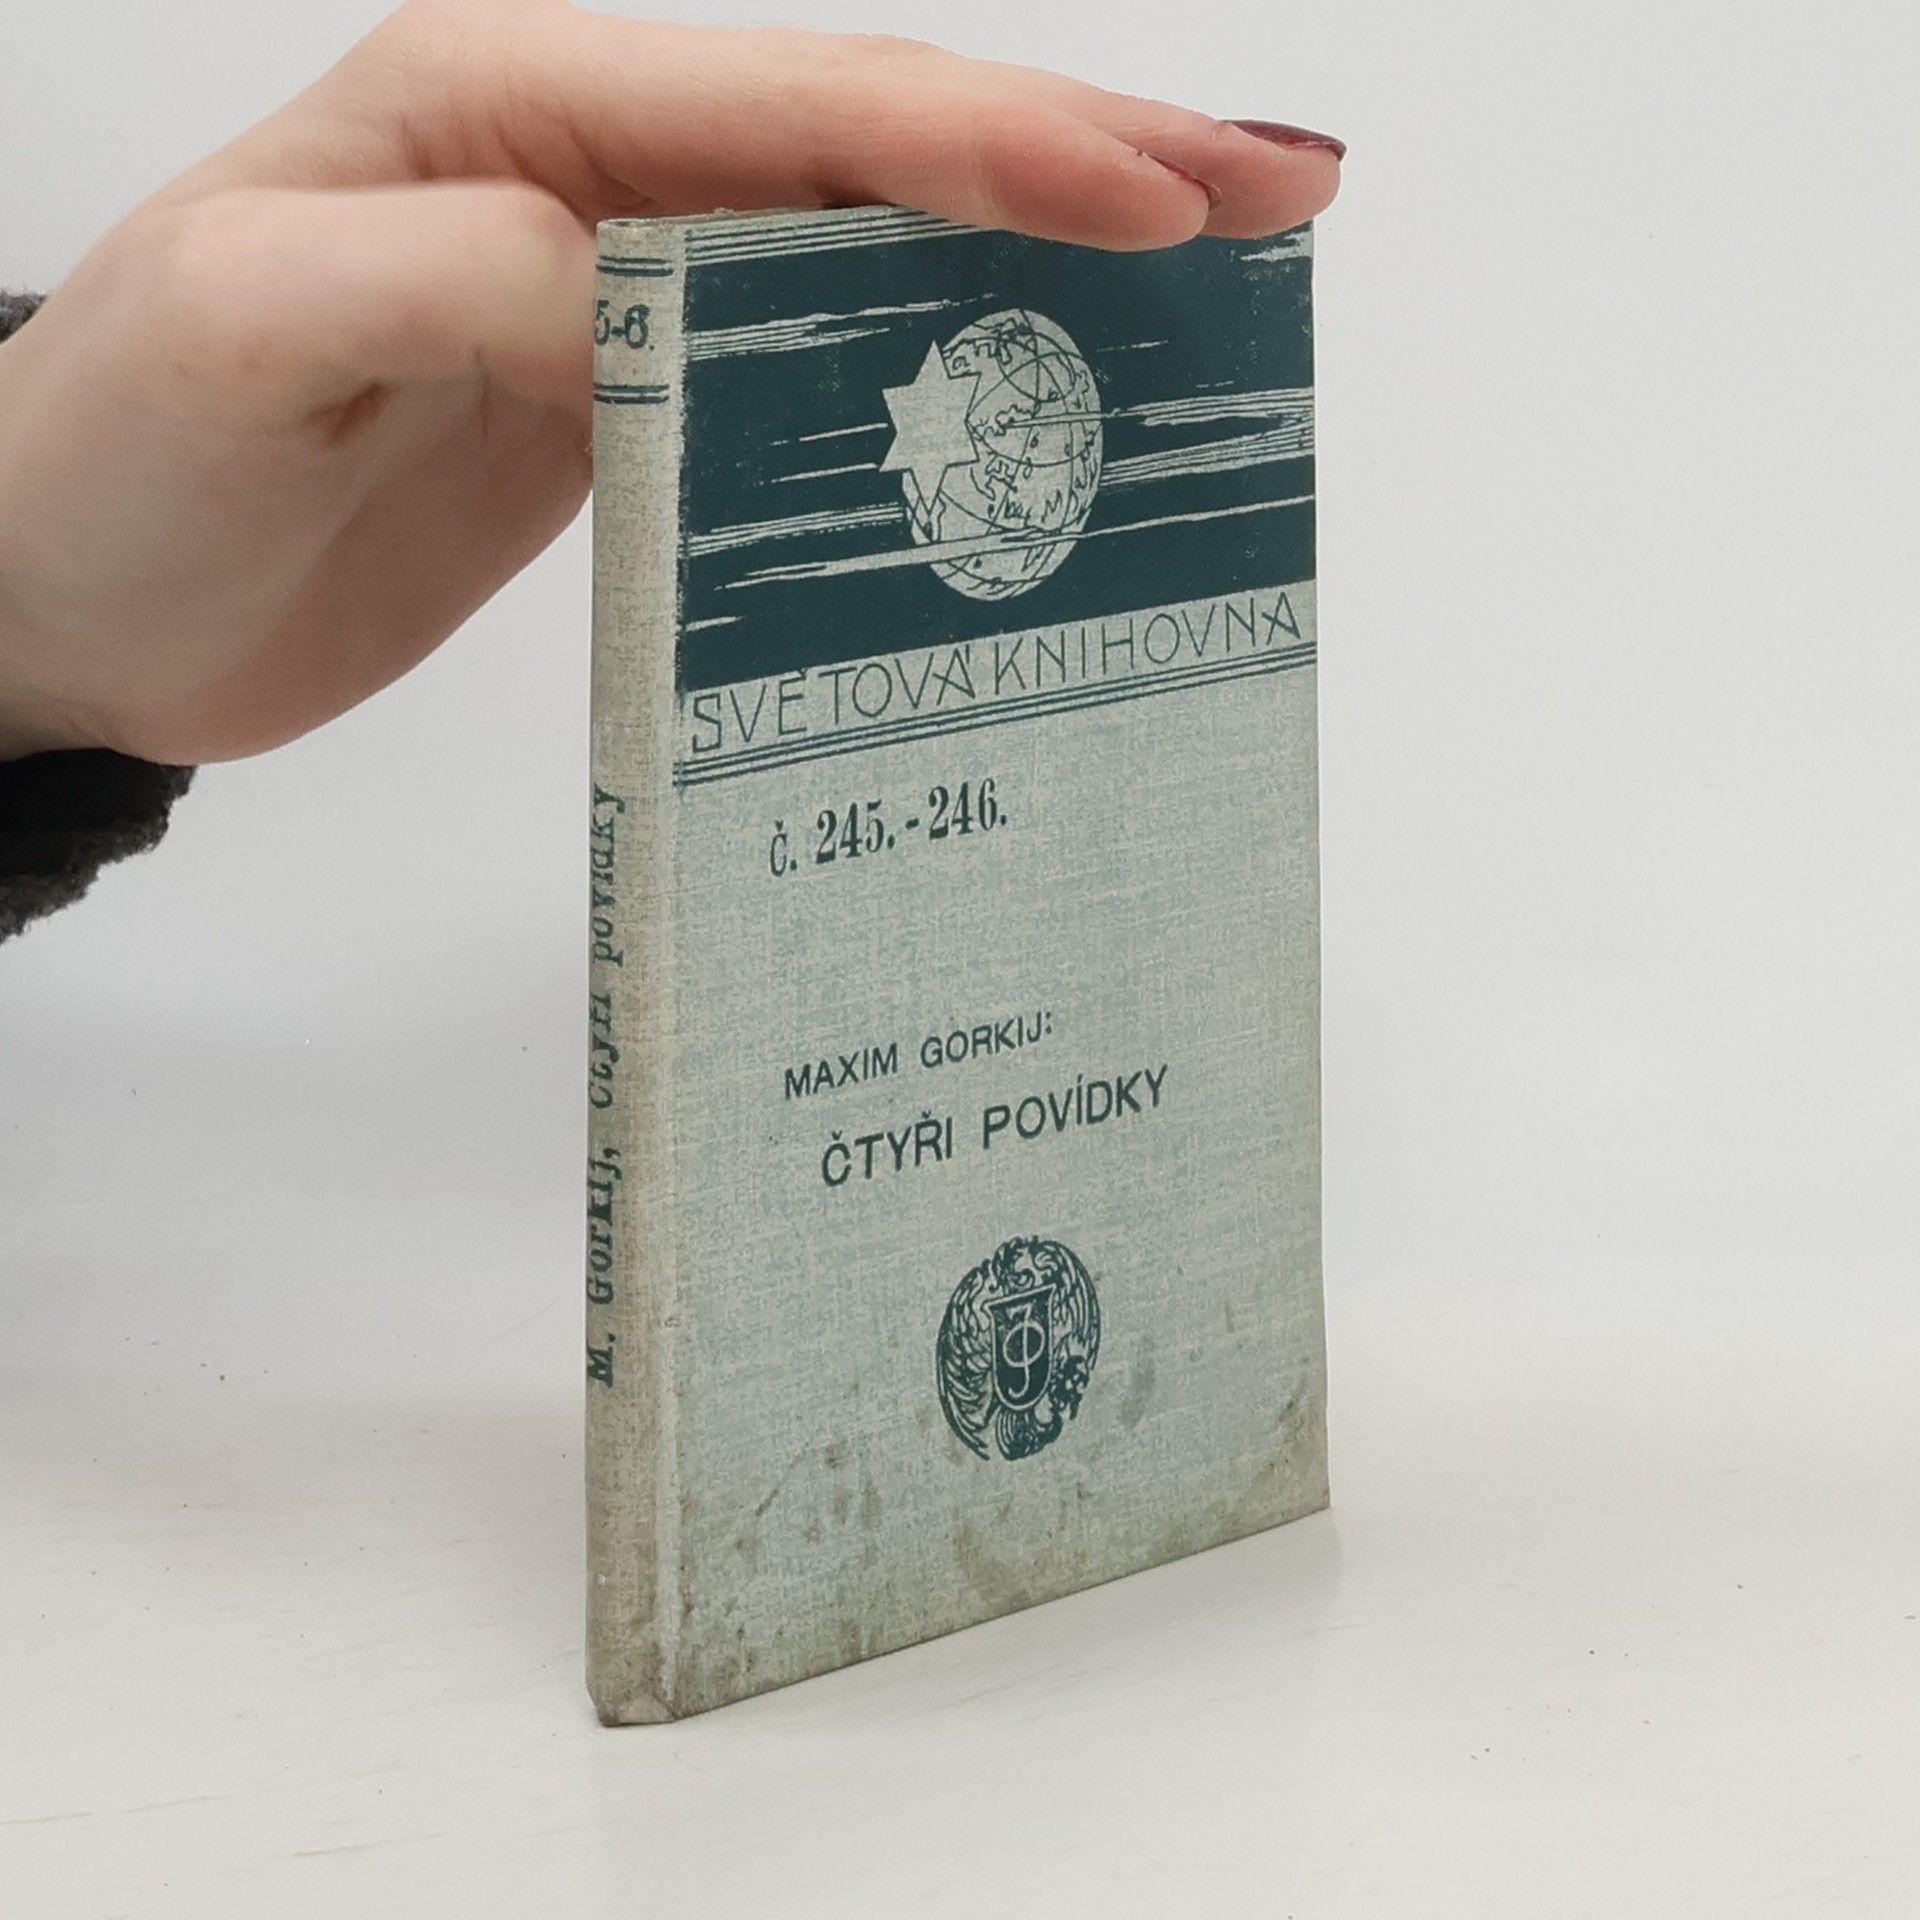 5-6.
M. Gorkij, Čtyři povídky
SVĚTOVÁ KNIHOVNA
č. 245.-246.
MAXIM GORKIJ:
ČTYŘI POVÍDKY